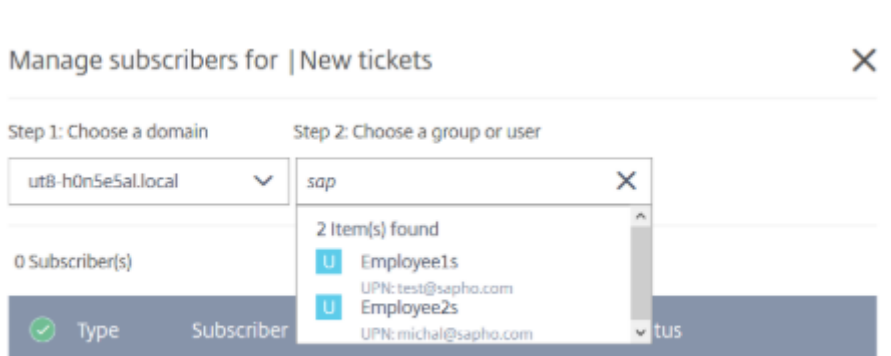 Manage subscribers for |New tickets
Step 1: Choose a domain Step 2: Choose a group or user
ut8-h0n5e5al.local sap
2 Item(s) found
0 Subscriber(s)
U Employee1s
UPN: test@sapho.com
U Employee2s
UPN: michal@sapho.com
Type Subscriber tus